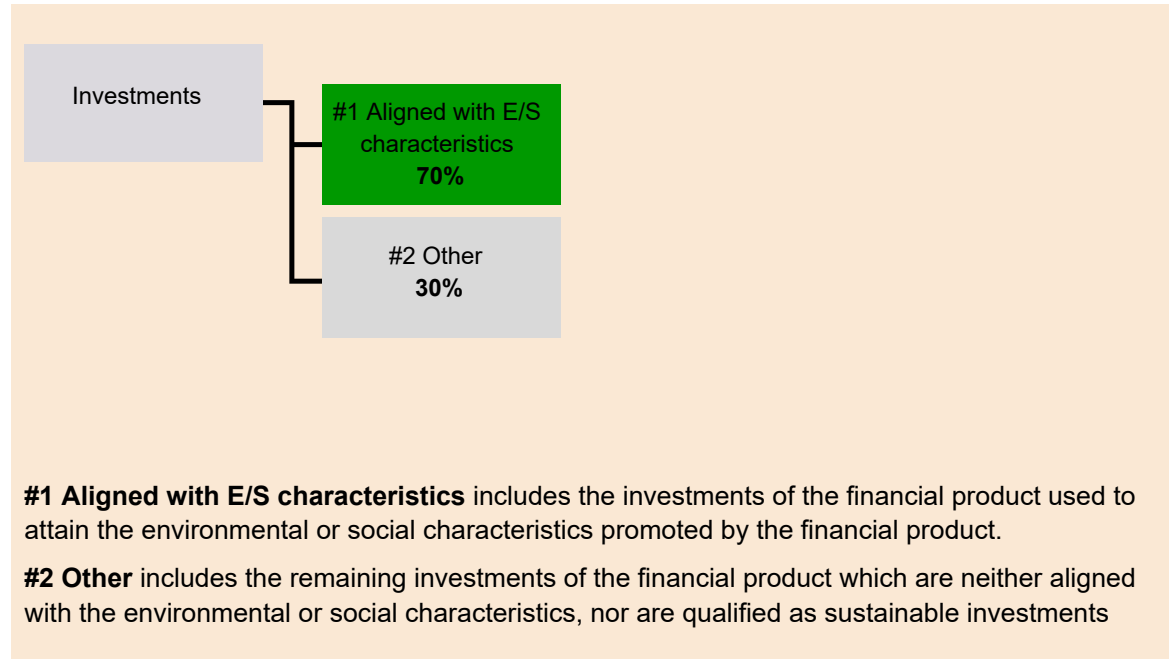 Investments
#1 Aligned with E/S
characteristics
70%
#2 Other
30%
#1 Aligned with E/S characteristics includes the investments of the financial product used to
attain the environmental or social characteristics promoted by the financial product.
#2 Other includes the remaining investments of the financial product which are neither aligned
with the environmental or social characteristics, nor are qualified as sustainable investments